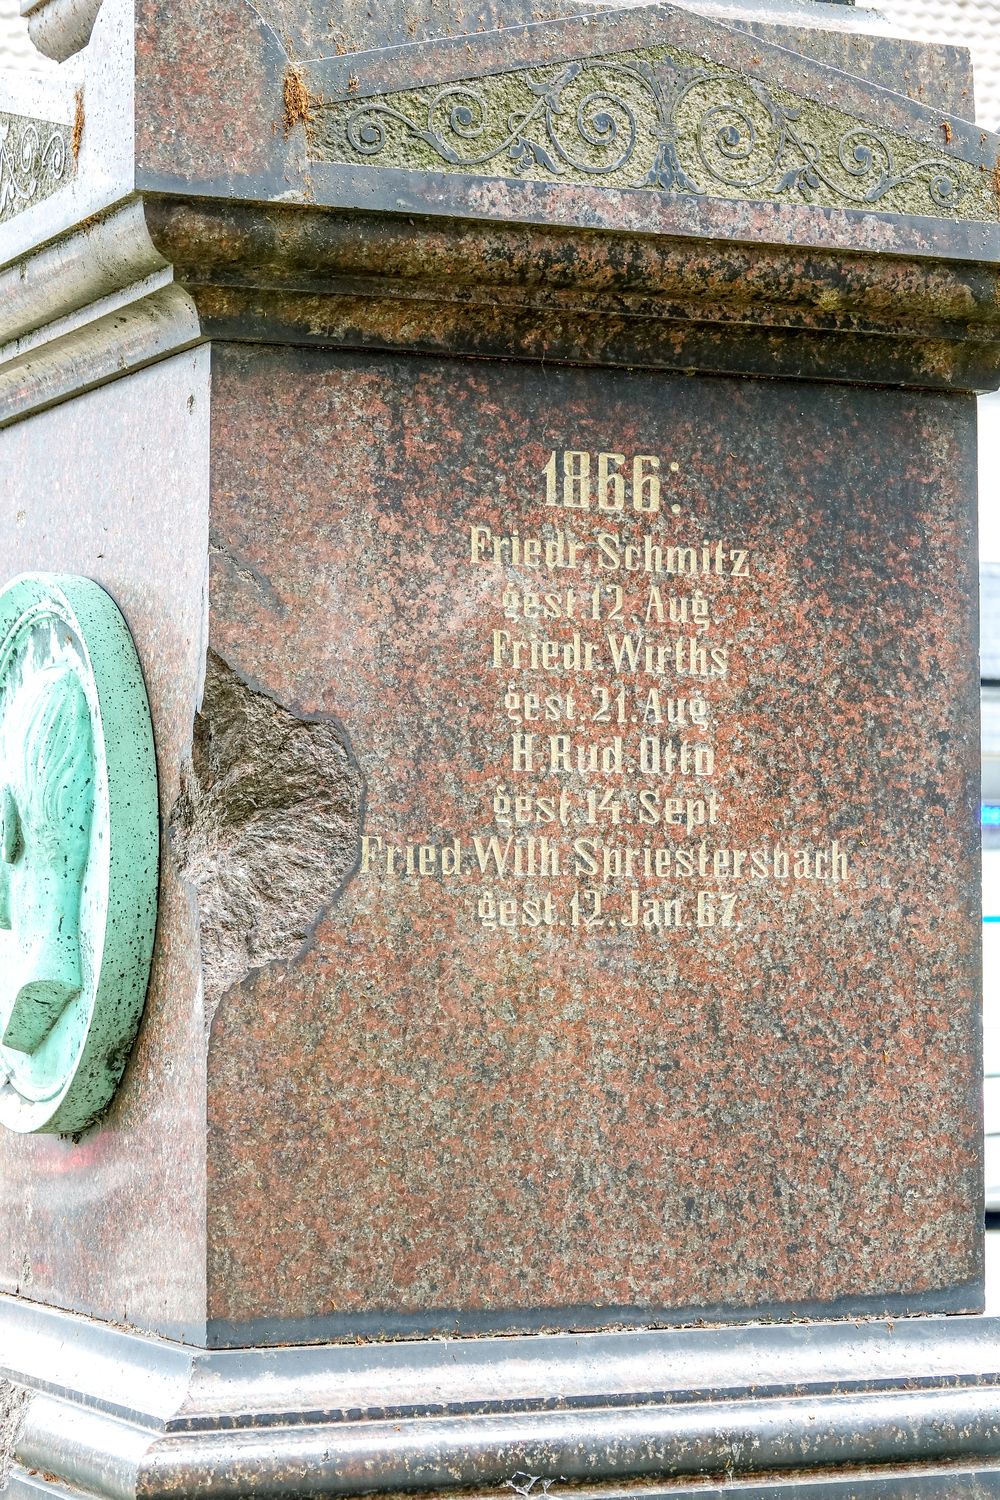 1866:
Friedr. Schmitz
gest. 12. Aug.
Friedr. Wirths
gest. 21. Aug.
H. Rud. Otto
gest. 14. Sept.
Fried. Wilh. Spriestersbach
gest. 12. Jan. 67.